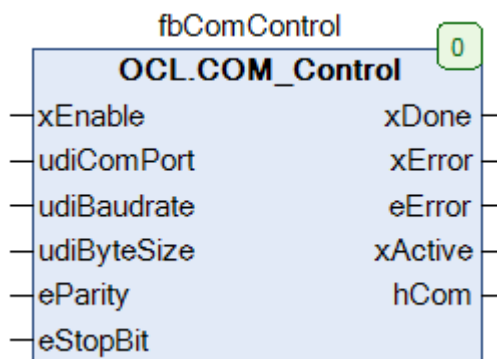 fbComControl
0
OCL.COM_Control
xEnable xDone
udiComPort xError
udiBaudrate eError
udiByteSize xActive
eParity hCom
eStopBit